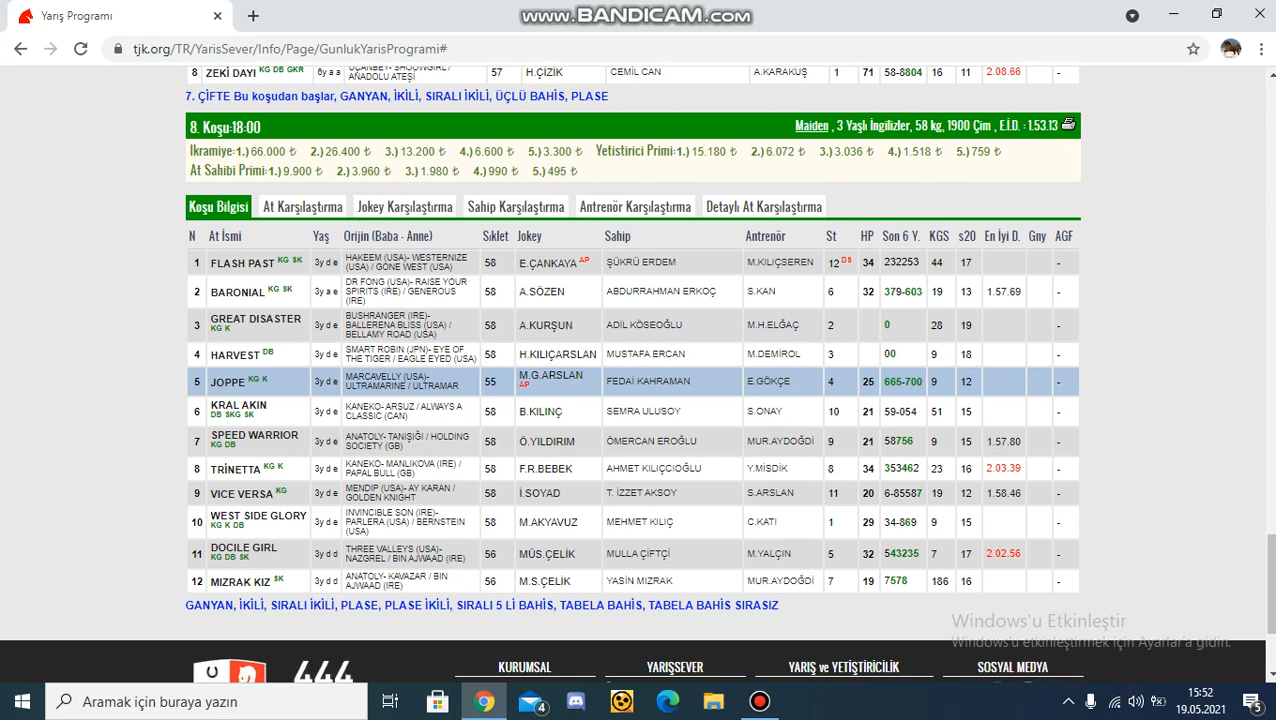 www.BANDICAM.com
Yarış Programı
tjk.org/TR/YarisSever/Info/Page/GunlukYarisProgrami#
8 ZEKİ DAYI KG DB GKR 6y a a UÇANBEY- SHOOWGIRL / ANADOLU ATEŞİ 57 H.ÇİZİK CEMİL CAN A.KARAKUŞ 1 71 58-8804 16 11 2.08.66 -
7. ÇİFTE Bu koşudan başlar, GANYAN, İKİLİ, SIRALI İKİLİ, ÜÇLÜ BAHİS, PLASE
8. Koşu:18:00 Maiden , 3 Yaşlı İngilizler, 58 kg, 1900 Çim , E.İ.D. : 1.53.13
Ikramiye:1.) 66.000 ₺ 2.) 26.400 ₺ 3.) 13.200 ₺ 4.) 6.600 ₺ 5.) 3.300 ₺ Yetistirici Primi:1.) 15.180 ₺ 2.) 6.072 ₺ 3.) 3.036 ₺ 4.) 1.518 ₺ 5.) 759 ₺
At Sahibi Primi:1.) 9.900 ₺ 2.) 3.960 ₺ 3.) 1.980 ₺ 4.) 990 ₺ 5.) 495 ₺
Koşu Bilgisi At Karşılaştırma Jokey Karşılaştırma Sahip Karşılaştırma Antrenör Karşılaştırma Detaylı At Karşılaştırma
N At İsmi Yaş Orijin (Baba - Anne) Sıklet Jokey Sahip Antrenör St HP Son 6 Y. KGS s20 En İyi D. Gny AGF
1 FLASH PAST KG SK 3y d e HAKEEM (USA)- WESTERNIZE (USA) / GONE WEST (USA) 58 E.ÇANKAYA AP ŞÜKRÜ ERDEM M.KILIÇSEREN 12 DS 34 232253 44 17 -
2 BARONIAL KG SK 3y a e DR FONG (USA)- RAISE YOUR SPIRITS (IRE) / GENEROUS (IRE) 58 A.SÖZEN ABDURRAHMAN ERKOÇ S.KAN 6 32 379-603 19 13 1.57.69 -
3 GREAT DISASTER KG K 3y d e BUSHRANGER (IRE)- BALLERENA BLISS (USA) / BELLAMY ROAD (USA) 58 A.KURŞUN ADİL KÖSEOĞLU M.H.ELĞAÇ 2 0 28 19 -
4 HARVEST DB 3y d e SMART ROBIN (JPN)- EYE OF THE TIGER / EAGLE EYED (USA) 58 H.KILIÇARSLAN MUSTAFA ERCAN M.DEMİROL 3 00 9 18 -
5 JOPPE KG K 3y d e MARCAVELLY (USA)- ULTRAMARINE / ULTRAMAR 55 M.G.ARSLAN AP FEDAİ KAHRAMAN E.GÖKÇE 4 25 665-700 9 12 -
6 KRAL AKIN DB SKG SK 3y d e KANEKO- ARSUZ / ALWAYS A CLASSIC (CAN) 58 B.KILINÇ SEMRA ULUSOY S.ONAY 10 21 59-054 51 15 -
7 SPEED WARRIOR KG DB 3y d e ANATOLY- TANIŞIĞI / HOLDING SOCIETY (GB) 58 Ö.YILDIRIM ÖMERCAN EROĞLU MUR.AYDOĞDİ 9 21 58756 9 15 1.57.80 -
8 TRİNETTA KG K 3y d e KANEKO- MANLIKOVA (IRE) / PAPAL BULL (GB) 58 F.R.BEBEK AHMET KILIÇCIOĞLU Y.MİSDİK 8 34 353462 23 16 2.03.39 -
9 VICE VERSA KG 3y d e MENDIP (USA)- AY KARAN / GOLDEN KNIGHT 58 İ.SOYAD T. İZZET AKSOY S.ARSLAN 11 20 6-85587 19 12 1.58.46 -
10 WEST SIDE GLORY KG K DB 3y d e INVINCIBLE SON (IRE)- PARLERA (USA) / BERNSTEIN (USA) 58 M.AKYAVUZ MEHMET KILIÇ C.KATI 1 29 34-869 9 15 -
11 DOCILE GIRL KG DB SK 3y d d THREE VALLEYS (USA)- NAZGREL / BIN AJWAAD (IRE) 56 MÜS.ÇELİK MULLA ÇİFTÇİ M.YALÇIN 5 32 543235 7 17 2.02.56 -
12 MIZRAK KIZ SK 3y d d ANATOLY- KAVAZAR / BIN AJWAAD (IRE) 56 M.S.ÇELİK YASİN MIZRAK MUR.AYDOĞDİ 7 19 7578 186 16 -
GANYAN, İKİLİ, SIRALI İKİLİ, PLASE, PLASE İKİLİ, SIRALI 5 Lİ BAHİS, TABELA BAHİS, TABELA BAHİS SIRASIZ
Windows'u Etkinleştir
Windows'u etkinleştirmek için Ayarlar'a gidin.
444 KURUMSAL YARIŞSEVER YARIŞ ve YETİŞTİRİCİLİK SOSYAL MEDYA
Aramak için buraya yazın
4
15:52
19.05.2021
5